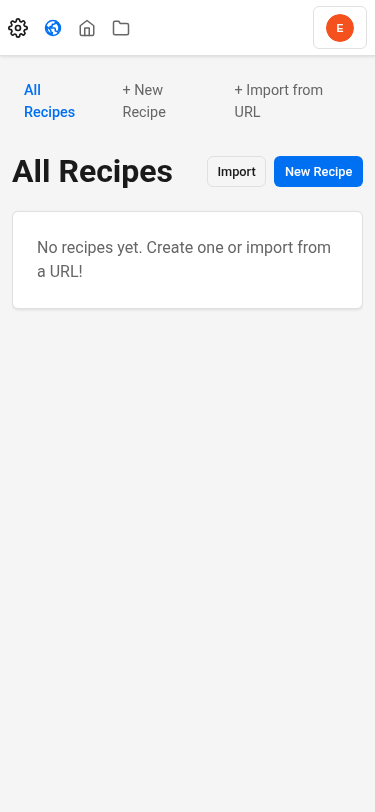 E
All
Recipes
+ New
Recipe
+ Import from
URL
All Recipes
Import
New Recipe
No recipes yet. Create one or import from
a URL!